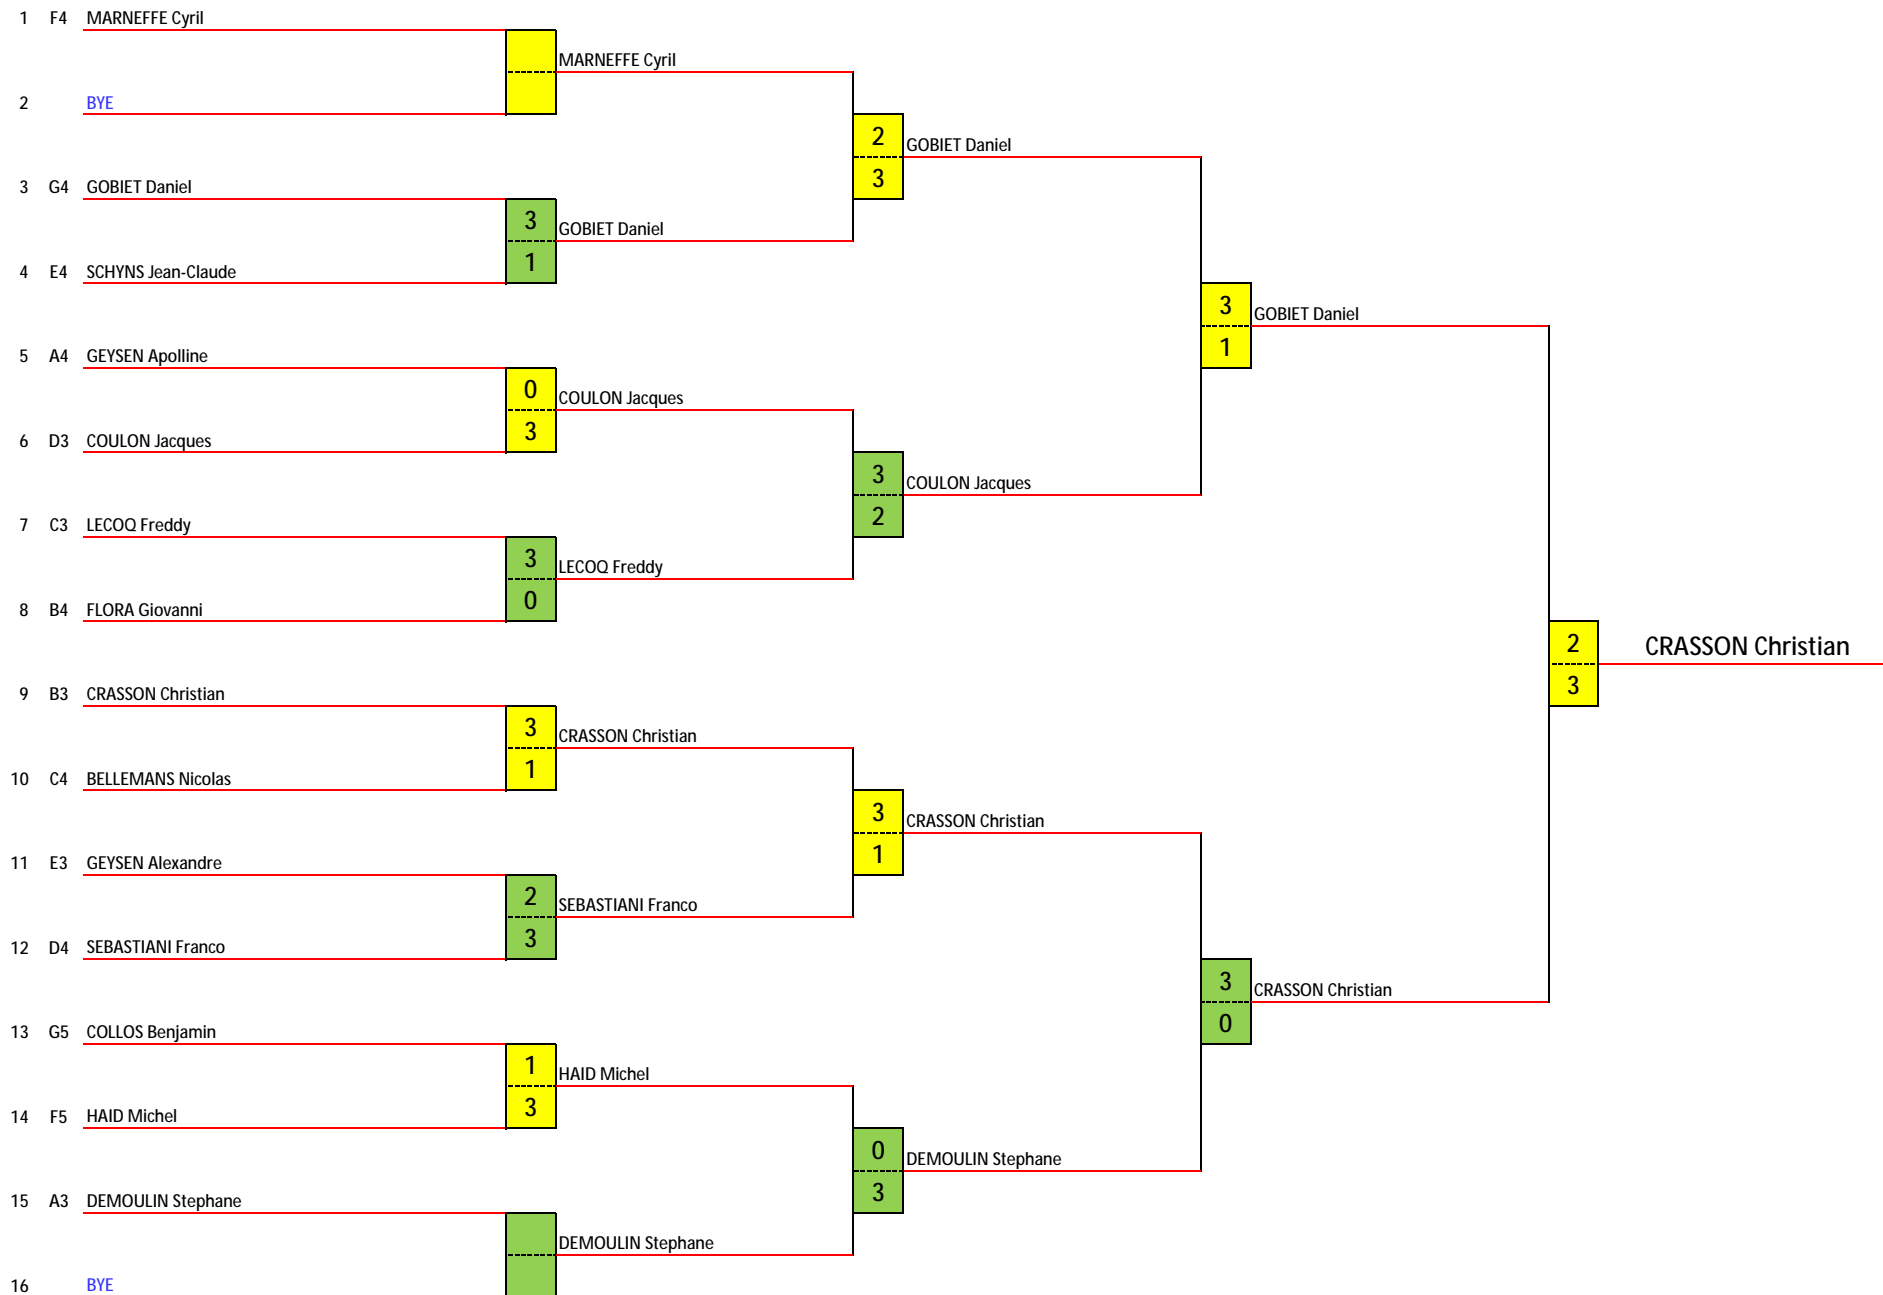 1 F4 MARNEFFE Cyril
MARNEFFE Cyril
2 BYE
2 GOBIET Daniel
3
3 G4 GOBIET Daniel
3 GOBIET Daniel
1
4 E4 SCHYNS Jean-Claude
3 GOBIET Daniel
1
5 A4 GEYSEN Apolline
0 COULON Jacques
3
6 D3 COULON Jacques
3 COULON Jacques
2
7 C3 LECOQ Freddy
3 LECOQ Freddy
0
8 B4 FLORA Giovanni
2 CRASSON Christian
3
9 B3 CRASSON Christian
3 CRASSON Christian
1
10 C4 BELLEMANS Nicolas
3 CRASSON Christian
1
11 E3 GEYSEN Alexandre
2 SEBASTIANI Franco
3
12 D4 SEBASTIANI Franco
3 CRASSON Christian
0
13 G5 COLLOS Benjamin
1 HAID Michel
3
14 F5 HAID Michel
0 DEMOULIN Stephane
3
15 A3 DEMOULIN Stephane
DEMOULIN Stephane
16 BYE